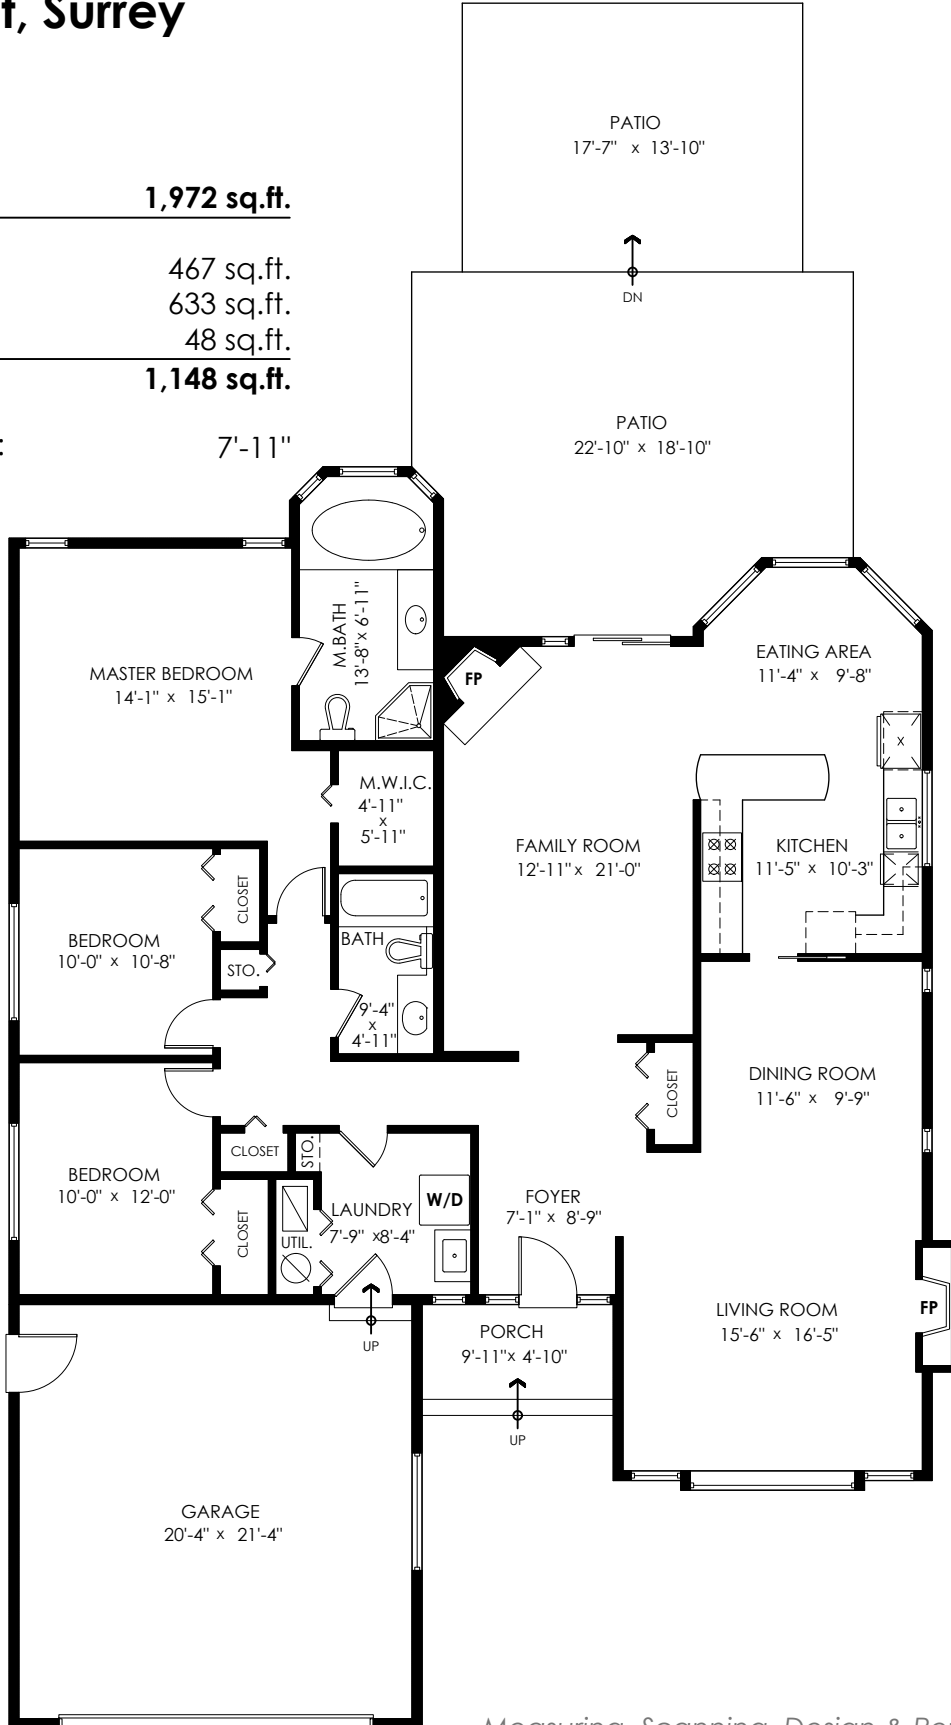 t, Surrey
1,972 sq.ft.
467 sq.ft.
633 sq.ft.
48 sq.ft.
1,148 sq.ft.
: 7'-11"
PATIO
17'-7" x 13'-10"
DN
PATIO
22'-10" x 18'-10"
M.BATH
13'-8" x 6'-11"
MASTER BEDROOM
14'-1" x 15'-1"
FP
EATING AREA
11'-4" x 9'-8"
X
M.W.I.C.
4'-11"
x
5'-11"
FAMILY ROOM
12'-11" x 21'-0"
KITCHEN
11'-5" x 10'-3"
CLOSET
BEDROOM
10'-0" x 10'-8"
STO.
BATH
9'-4"
x
4'-11"
DINING ROOM
11'-6" x 9'-9"
CLOSET
CLOSET
STO.
BEDROOM
10'-0" x 12'-0"
CLOSET
UTIL.
LAUNDRY
7'-9" x 8'-4"
W/D
FOYER
7'-1" x 8'-9"
LIVING ROOM
15'-6" x 16'-5"
FP
PORCH
9'-11" x 4'-10"
UP
UP
GARAGE
20'-4" x 21'-4"
Measuring, Scanning, Design &